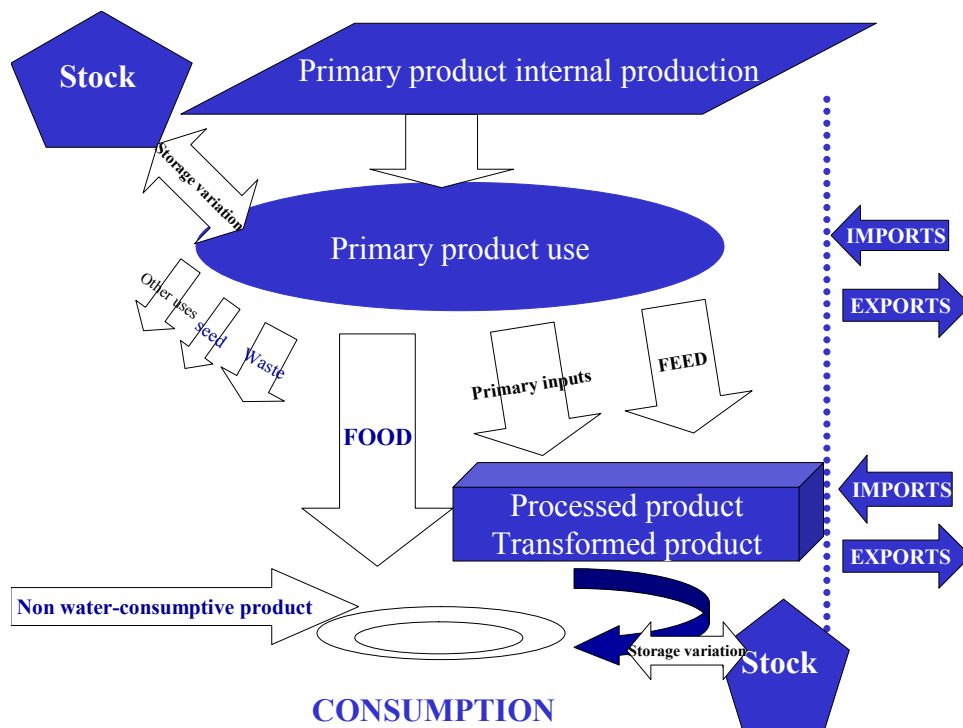 Stock
Primary product internal production
Storage variation
Primary product use
IMPORTS
EXPORTS
Other uses
seed
Waste
FOOD
Primary inputs
FEED
Processed product
Transformed product
IMPORTS
EXPORTS
Non water-consumptive product
Storage variation
Stock
CONSUMPTION